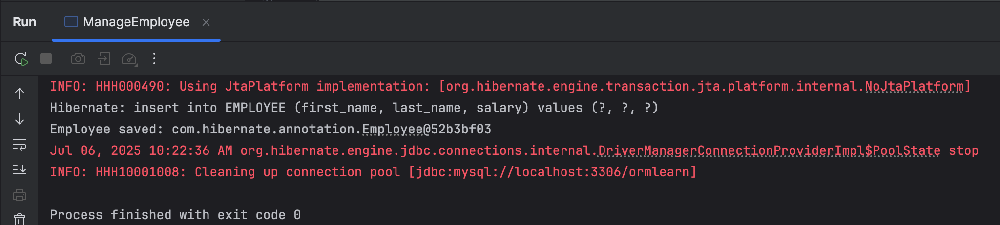 Run
ManageEmployee
INFO: HHH000490: Using JtaPlatform implementation: [org.hibernate.engine.transaction.jta.platform.internal.NoJtaPlatform]
Hibernate: insert into EMPLOYEE (first_name, last_name, salary) values (?, ?, ?)
Employee saved: com.hibernate.annotation.Employee@52b3bf03
Jul 06, 2025 10:22:36 AM org.hibernate.engine.jdbc.connections.internal.DriverManagerConnectionProviderImpl$PoolState stop
INFO: HHH10001008: Cleaning up connection pool [jdbc:mysql://localhost:3306/ormlearn]
Process finished with exit code 0